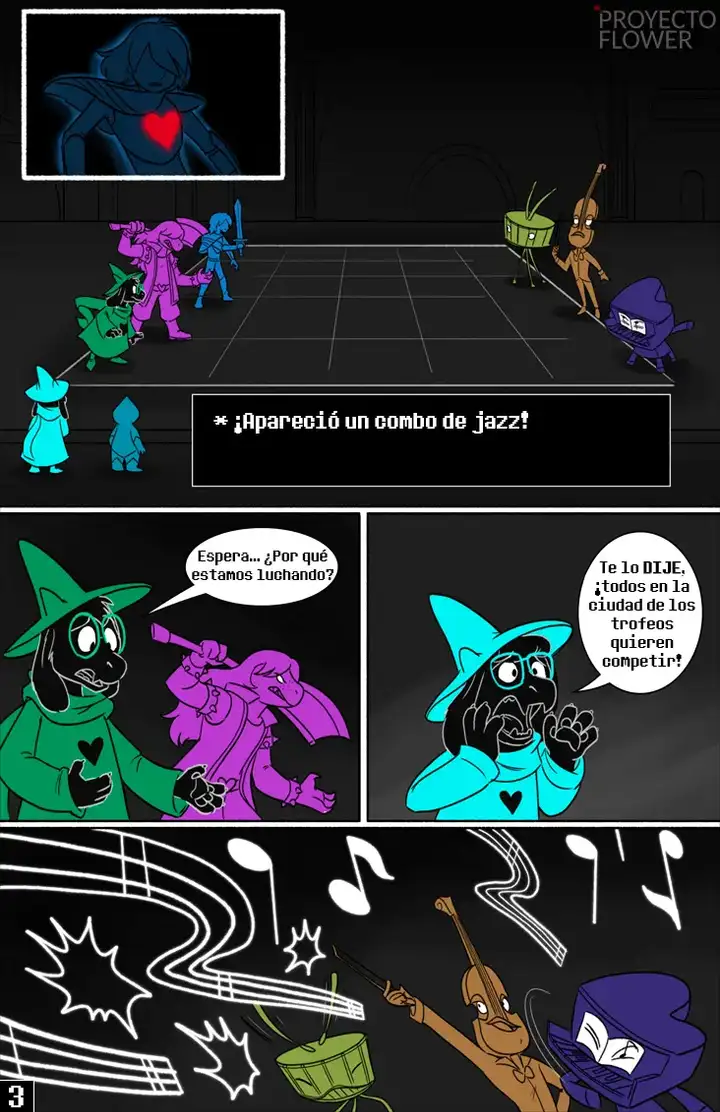 PROYECTO
FLOWER
* ¡Apareció un combo de jazz!
Espera... ¿Por qué
estamos luchando?
Te lo DIJE,
¡todos en la
ciudad de los
trofeos
quieren
competir!
3